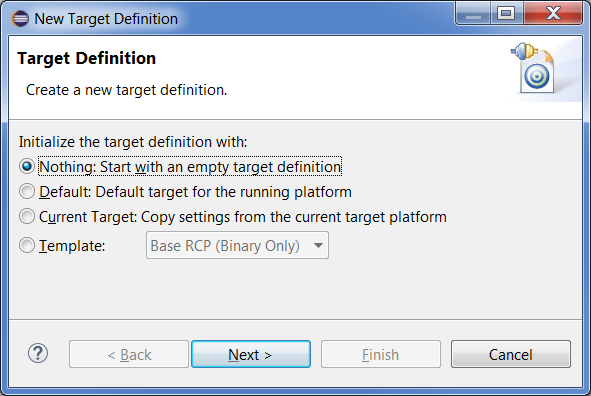 New Target Definition
Target Definition
Create a new target definition.
Initialize the target definition with:
Nothing: Start with an empty target definition
Default: Default target for the running platform
Current Target: Copy settings from the current target platform
Template: Base RCP (Binary Only)
? < Back Next > Finish Cancel